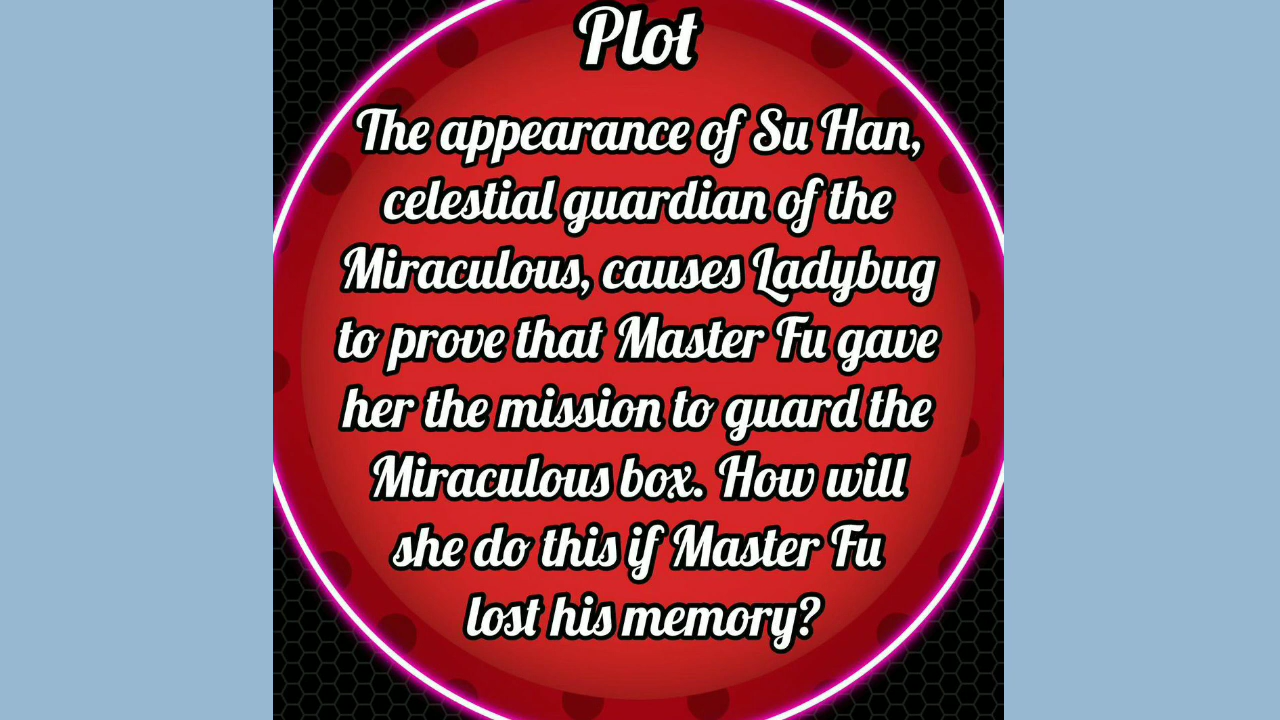 Plot
The appearance of Su Han,
celestial guardian of the
Miraculous, causes Ladybug
to prove that Master Fu gave
her the mission to guard the
Miraculous box. How will
she do this if Master Fu
lost his memory?